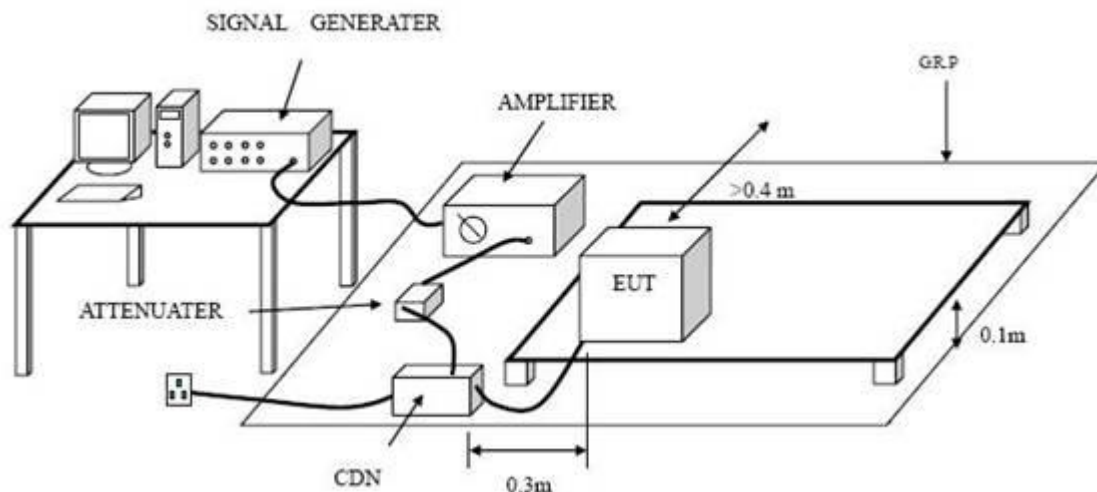 SIGNAL GENERATER
GRP
AMPLIFIER
>0.4 m
EUT
ATTENUATER
0.1m
CDN
0.3m